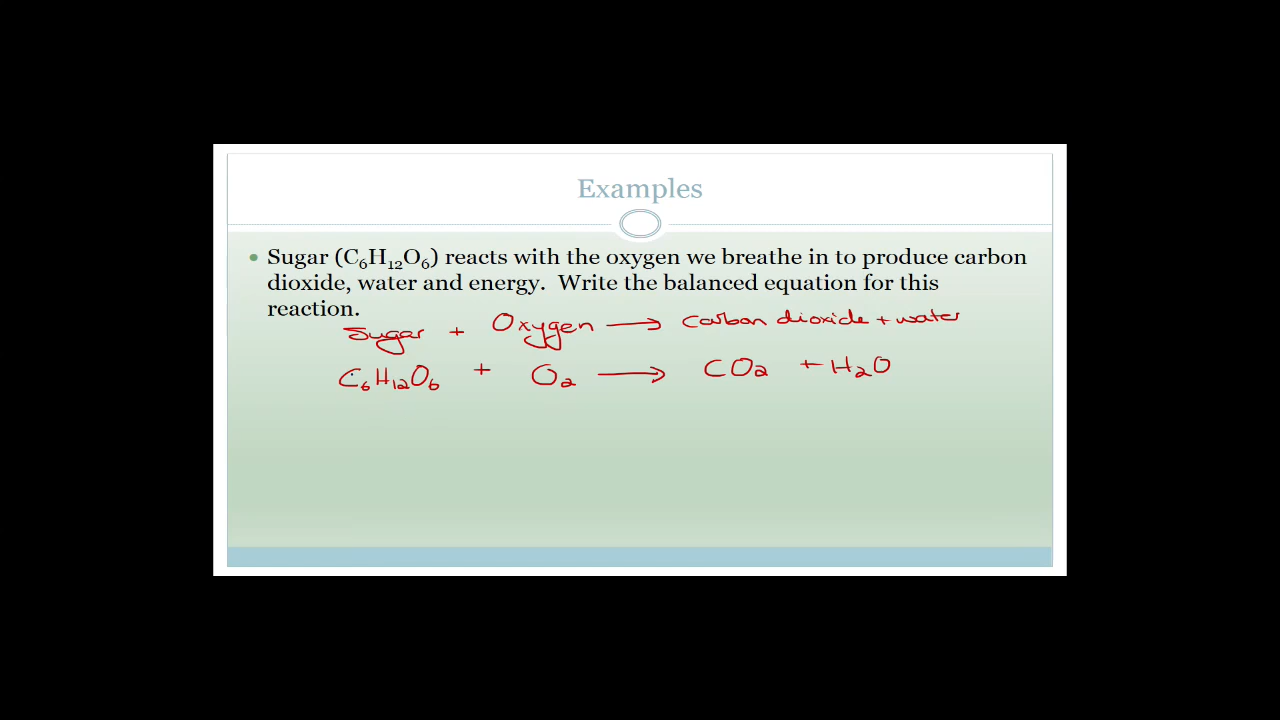 Examples
• Sugar (C₆H₁₂O₆) reacts with the oxygen we breathe in to produce carbon
dioxide, water and energy. Write the balanced equation for this
reaction.
Sugar + Oxygen → carbon dioxide + water
C₆H₁₂O₆ + O₂ → CO₂ + H₂O